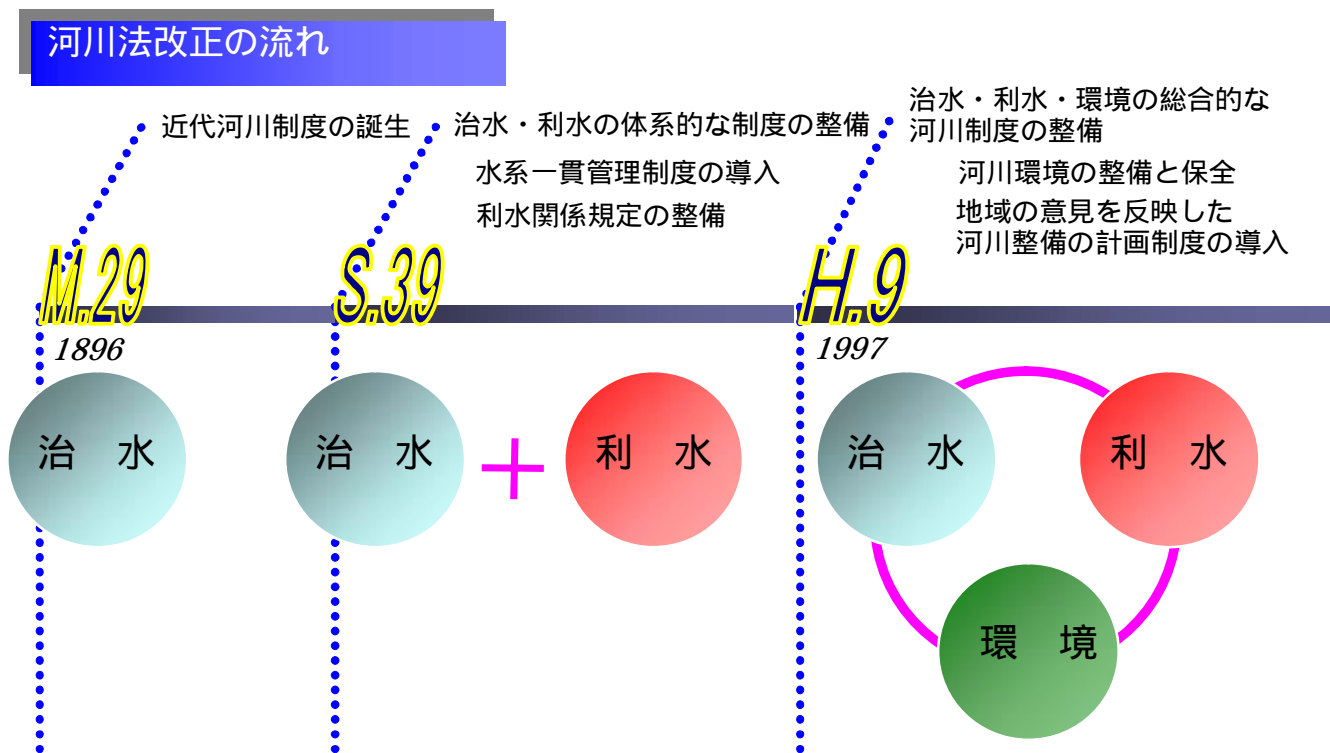 河川法改正の流れ
近代河川制度の誕生
治水・利水の体系的な制度の整備
水系一貫管理制度の導入
利水関係規定の整備
治水・利水・環境の総合的な
河川制度の整備
河川環境の整備と保全
地域の意見を反映した
河川整備の計画制度の導入
M.29
S.39
H.9
1896
1997
治 水
治 水
＋
利 水
治 水
利 水
環 境